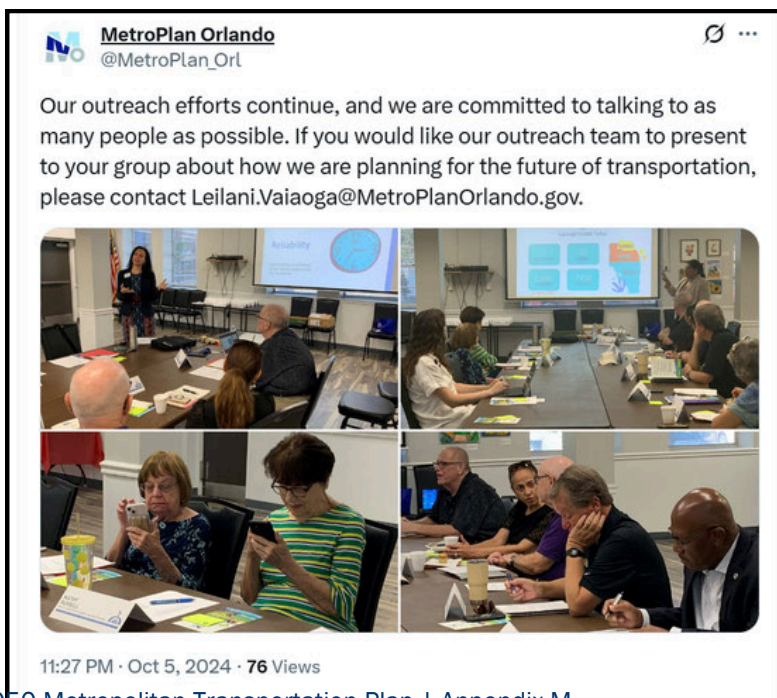 MetroPlan Orlando
@MetroPlan_Orl
Our outreach efforts continue, and we are committed to talking to as
many people as possible. If you would like our outreach team to present
to your group about how we are planning for the future of transportation,
please contact Leilani.Vaiaoga@MetroPlanOrlando.gov.
Reliability
11:27 PM · Oct 5, 2024 · 76 Views
Metropolitan Transportation Plan | Appendix M